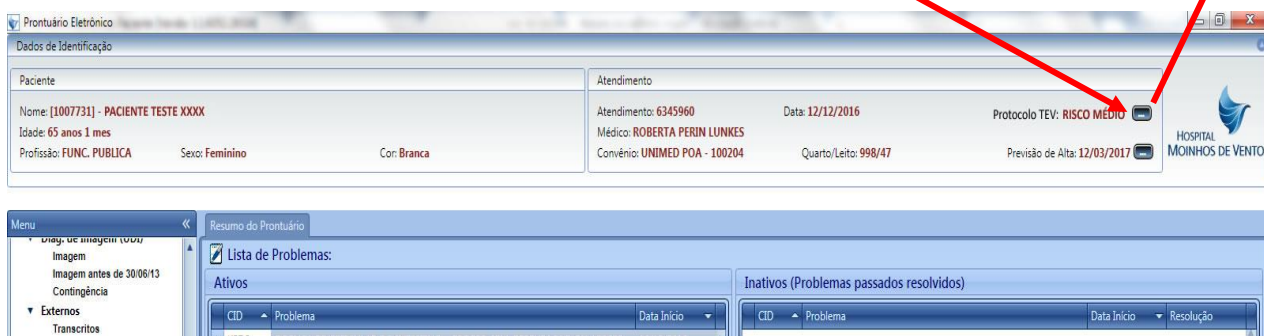 Prontuário Eletrônico
Dados de Identificação
Paciente
Nome: [1007731] - PACIENTE TESTE XXXX
Idade: 65 anos 1 mes
Profissão: FUNC. PUBLICA Sexo: Feminino Cor: Branca
Atendimento
Atendimento: 6345960 Data: 12/12/2016 Protocolo TEV: RISCO MÉDIO
Médico: ROBERTA PERIN LUNKES
Convênio: UNIMED POA - 100204 Quarto/Leito: 998/47 Previsão de Alta: 12/03/2017
HOSPITAL
MOINHOS DE VENTO
Menu
Diag. de Imagem (UDI)
Imagem
Imagem antes de 30/06/13
Contingência
Externos
Transcritos
Resumo do Prontuário
Lista de Problemas:
Ativos
CID Problema Data Início
Inativos (Problemas passados resolvidos)
CID Problema Data Início Resolução